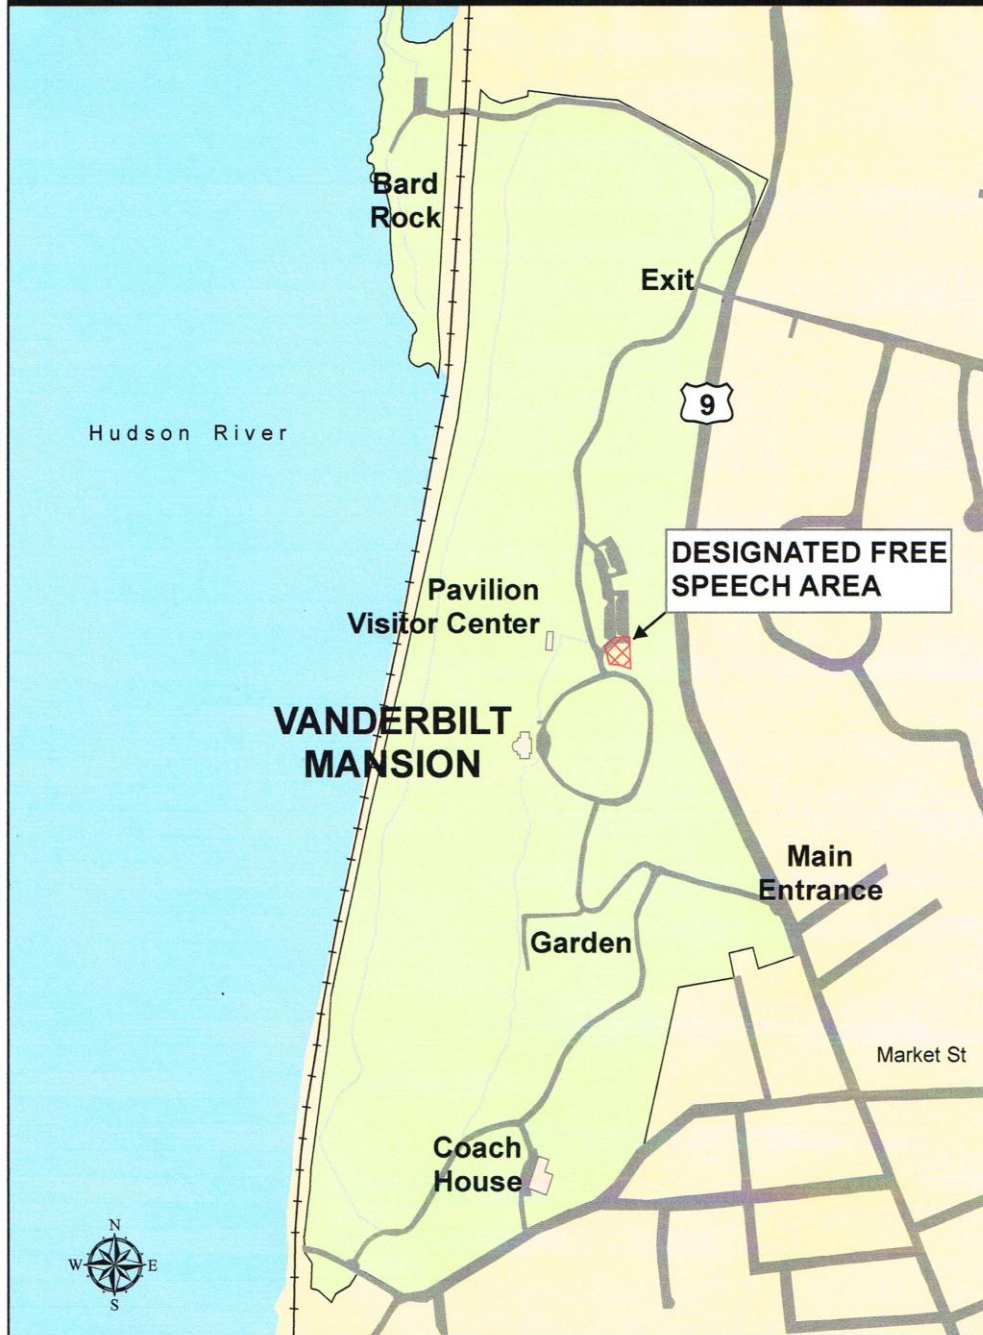 Bard
Rock
Exit
9
Hudson River
DESIGNATED FREE
SPEECH AREA
Pavilion
Visitor Center
VANDERBILT
MANSION
Main
Entrance
Garden
Market St
Coach
House
N
W E
S